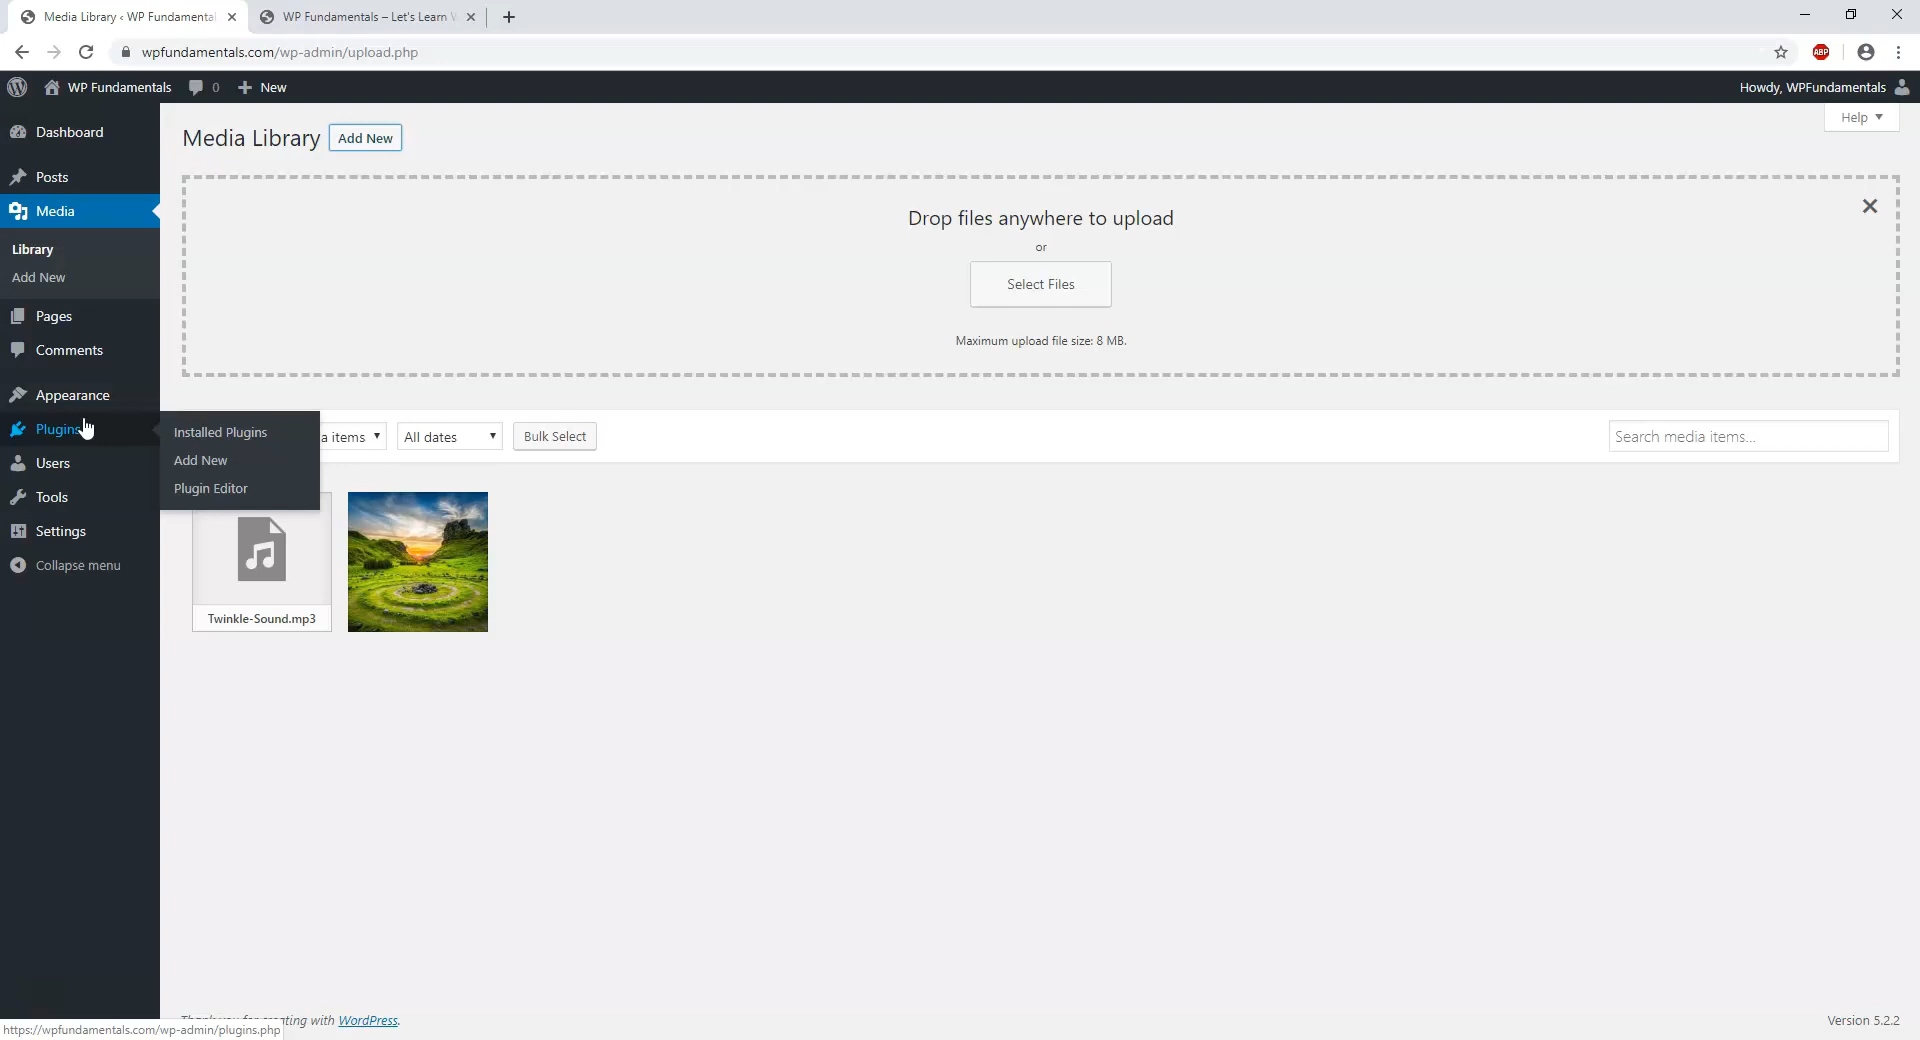 Media Library ‹ WP Fundamental
WP Fundamentals – Let's Learn
wpfundamentals.com/wp-admin/upload.php
ABP
WP Fundamentals
0
New
Howdy, WPFundamentals
Dashboard
Posts
Media
Library
Add New
Pages
Comments
Appearance
Plugins
Users
Tools
Settings
Collapse menu
Installed Plugins
Add New
Plugin Editor
Media Library
Add New
Help
Drop files anywhere to upload
or
Select Files
Maximum upload file size: 8 MB.
a items
All dates
Bulk Select
Search media items...
Twinkle-Sound.mp3
creating with WordPress.
Version 5.2.2
https://wpfundamentals.com/wp-admin/plugins.php